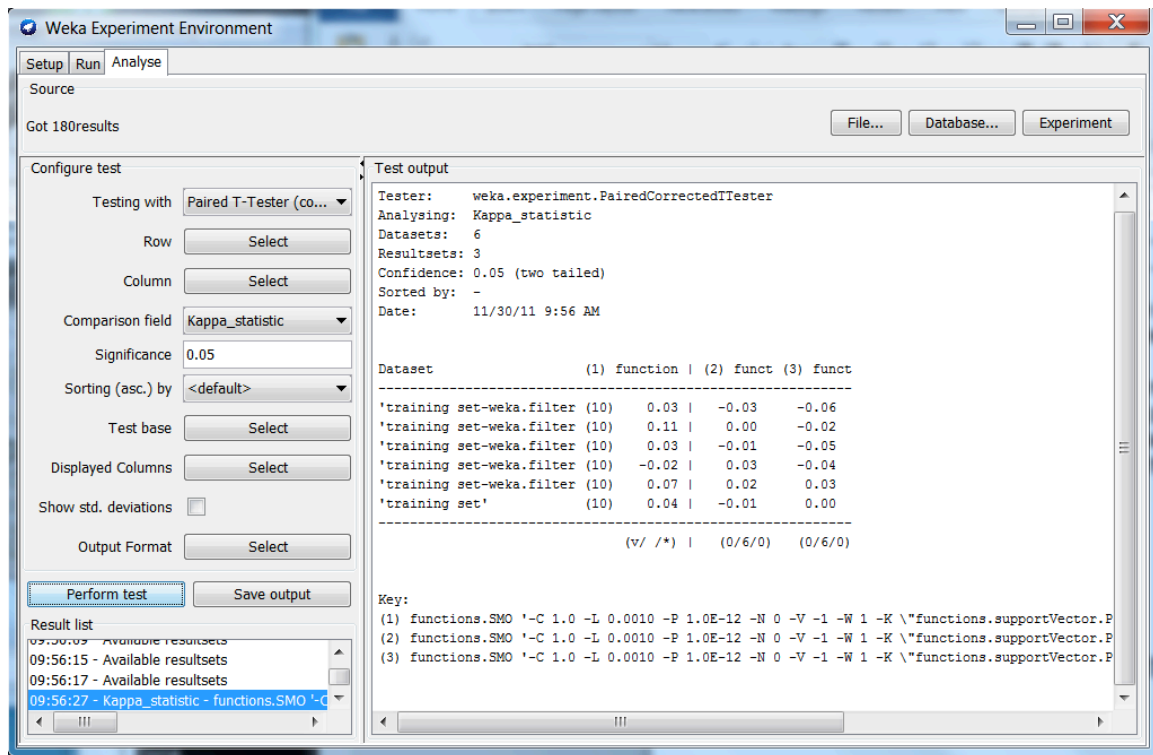 Weka Experiment Environment
Setup Run Analyse
Source
Got 180results
File... Database... Experiment
Configure test
Testing with Paired T-Tester (co...
Row Select
Column Select
Comparison field Kappa_statistic
Significance 0.05
Sorting (asc.) by <default>
Test base Select
Displayed Columns Select
Show std. deviations
Output Format Select
Perform test Save output
Result list
09:56:15 - Available resultsets
09:56:17 - Available resultsets
09:56:27 - Kappa_statistic - functions.SMO '-C
Test output
Tester: weka.experiment.PairedCorrectedTTester
Analysing: Kappa_statistic
Datasets: 6
Resultsets: 3
Confidence: 0.05 (two tailed)
Sorted by: -
Date: 11/30/11 9:56 AM
Dataset (1) function | (2) funct (3) funct
----------------------------------------------------------------
'training set-weka.filter (10) 0.03 | -0.03 -0.06
'training set-weka.filter (10) 0.11 | 0.00 -0.02
'training set-weka.filter (10) 0.03 | -0.01 -0.05
'training set-weka.filter (10) -0.02 | 0.03 -0.04
'training set-weka.filter (10) 0.07 | 0.02 0.03
'training set' (10) 0.04 | -0.01 0.00
----------------------------------------------------------------
(v/ /*) | (0/6/0) (0/6/0)
Key:
(1) functions.SMO '-C 1.0 -L 0.0010 -P 1.0E-12 -N 0 -V -1 -W 1 -K \"functions.supportVector.P
(2) functions.SMO '-C 1.0 -L 0.0010 -P 1.0E-12 -N 0 -V -1 -W 1 -K \"functions.supportVector.P
(3) functions.SMO '-C 1.0 -L 0.0010 -P 1.0E-12 -N 0 -V -1 -W 1 -K \"functions.supportVector.P